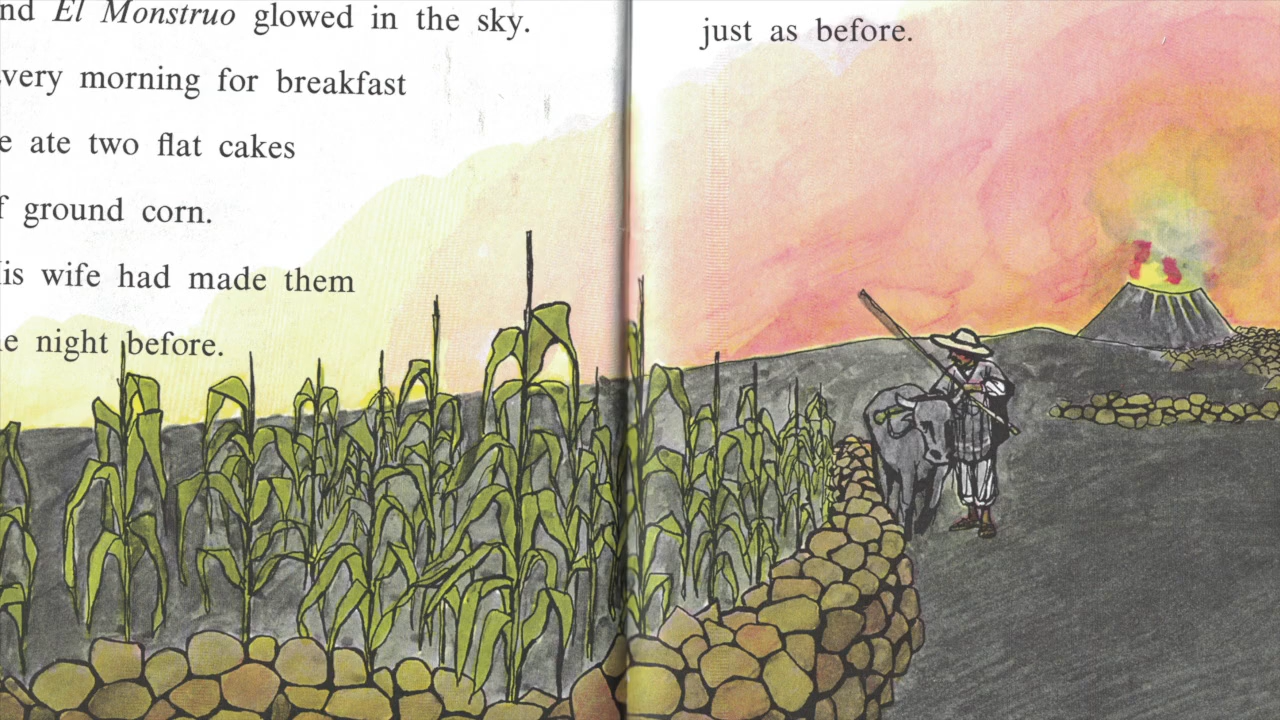 nd El Monstruo glowed in the sky.
very morning for breakfast
e ate two flat cakes
f ground corn.
is wife had made them
e night before.
just as before.